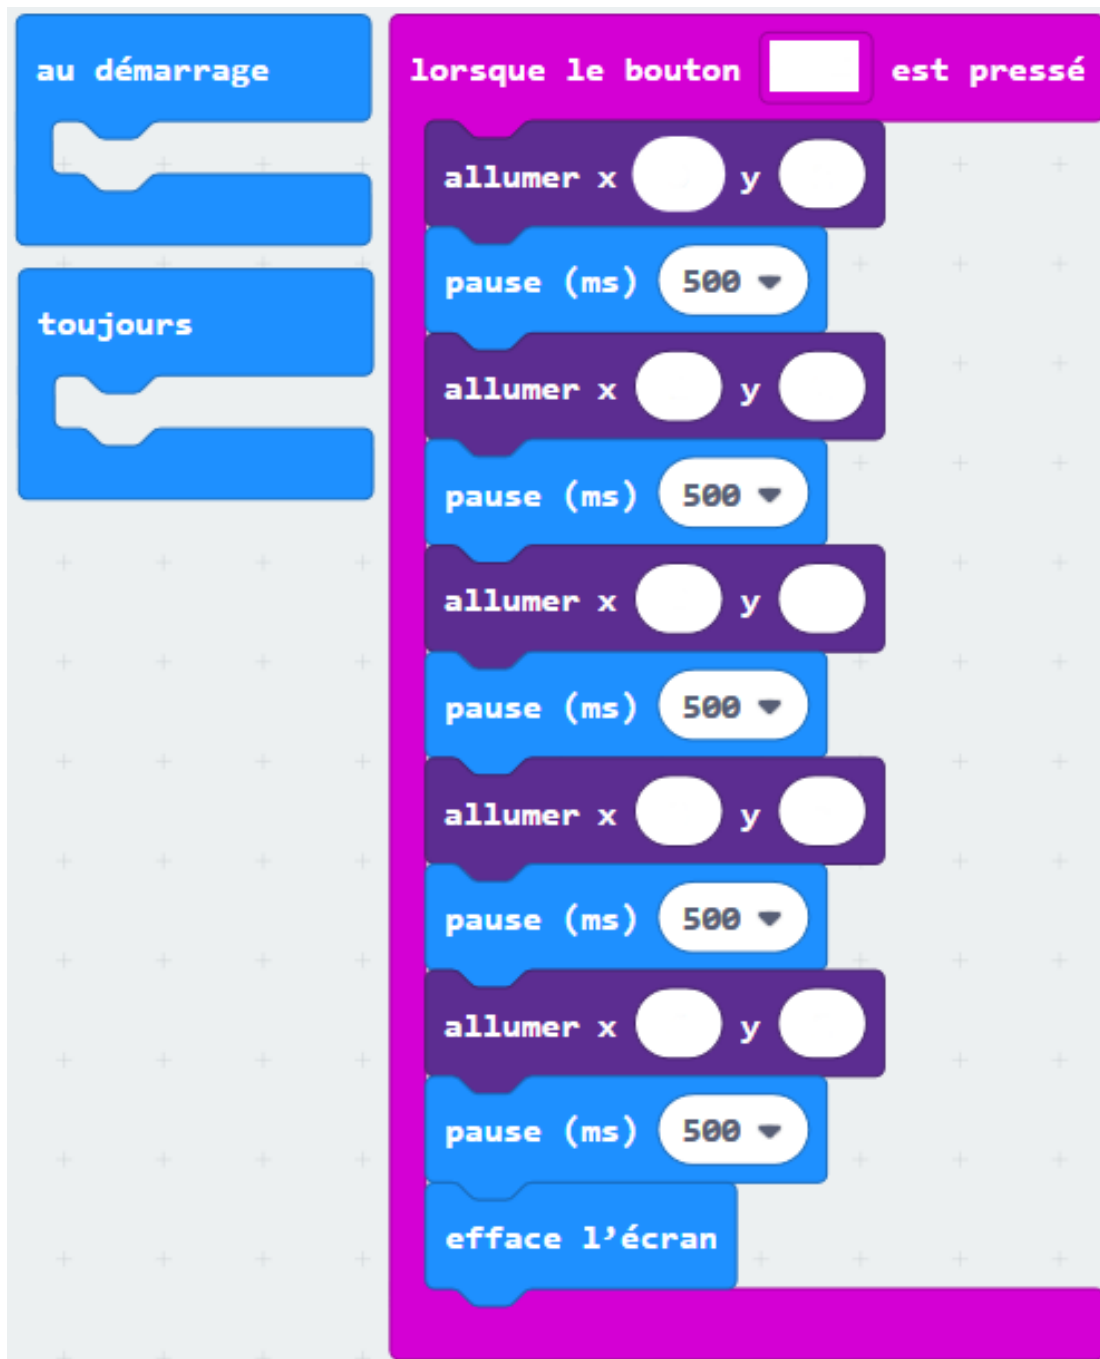 au démarrage
toujours
lorsque le bouton est pressé
allumer x y
pause (ms) 500
allumer x y
pause (ms) 500
allumer x y
pause (ms) 500
allumer x y
pause (ms) 500
allumer x y
pause (ms) 500
efface l’écran